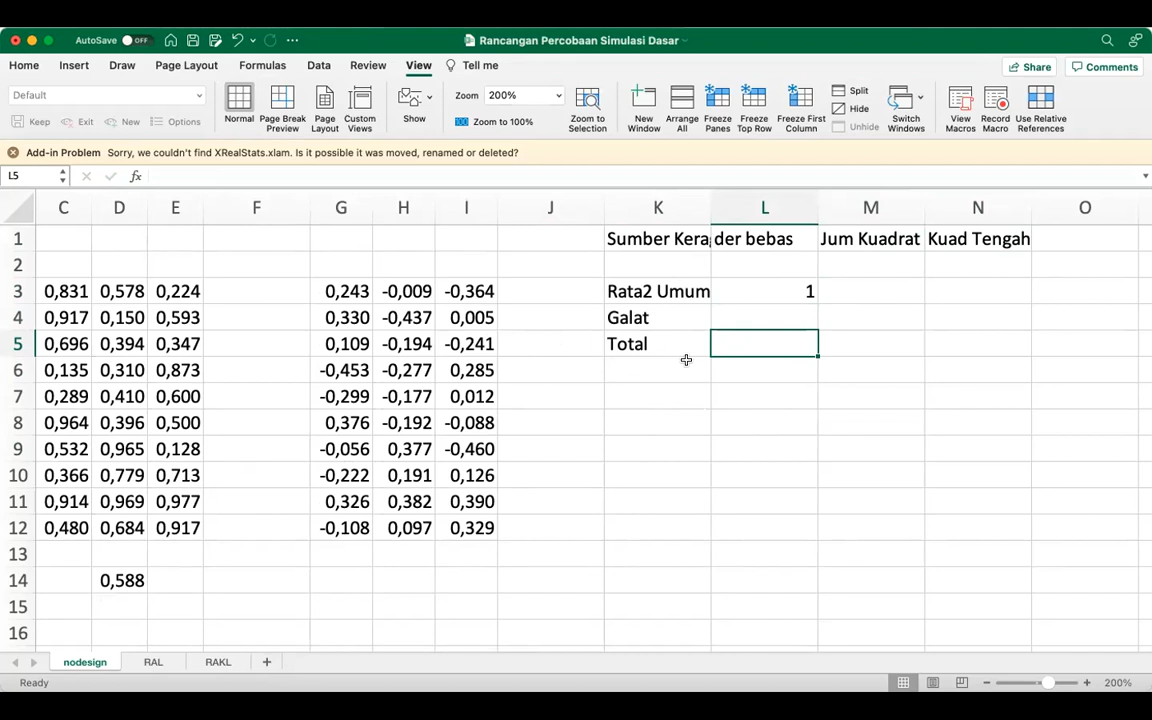 AutoSave OFF Rancangan Percobaan Simulasi Dasar
Home Insert Draw Page Layout Formulas Data Review View Tell me Share Comments
Default Zoom 200% Split
Hide
Unhide
Keep Exit New Options
Normal Page Break Preview Page Layout Custom Views Show Zoom to 100% Zoom to Selection New Window Arrange All Freeze Panes Freeze Top Row Freeze First Column Switch Windows View Macros Record Macro Use Relative References
Add-in Problem Sorry, we couldn't find XRealStats.xlam. Is it possible it was moved, renamed or deleted?
L5 fx
C D E F G H I J K L M N O
1 Sumber Kera der bebas Jum Kuadrat Kuad Tengah
2
3 0,831 0,578 0,224 0,243 -0,009 -0,364 Rata2 Umum 1
4 0,917 0,150 0,593 0,330 -0,437 0,005 Galat
5 0,696 0,394 0,347 0,109 -0,194 -0,241 Total
6 0,135 0,310 0,873 -0,453 -0,277 0,285
7 0,289 0,410 0,600 -0,299 -0,177 0,012
8 0,964 0,396 0,500 0,376 -0,192 -0,088
9 0,532 0,965 0,128 -0,056 0,377 -0,460
10 0,366 0,779 0,713 -0,222 0,191 0,126
11 0,914 0,969 0,977 0,326 0,382 0,390
12 0,480 0,684 0,917 -0,108 0,097 0,329
13
14 0,588
15
16
nodesign RAL RAKL
Ready 200%